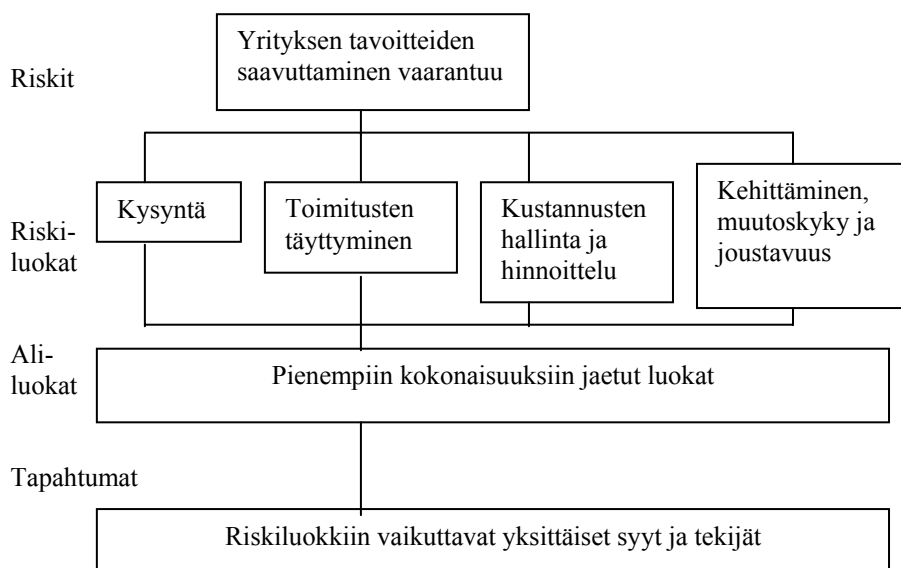 Yrityksen tavoitteiden
saavuttaminen vaarantuu
Riskit
Kysyntä
Toimitusten
täyttyminen
Kustannusten
hallinta ja
hinnoittelu
Kehittäminen,
muutoskyky ja
joustavuus
Riski-
luokat
Ali-
luokat
Pienempiin kokonaisuuksiin jaetut luokat
Tapahtumat
Riskiluokkiin vaikuttavat yksittäiset syyt ja tekijät